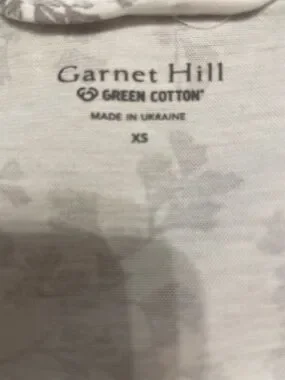 Garnet Hill
GREEN COTTON®
MADE IN UKRAINE
XS